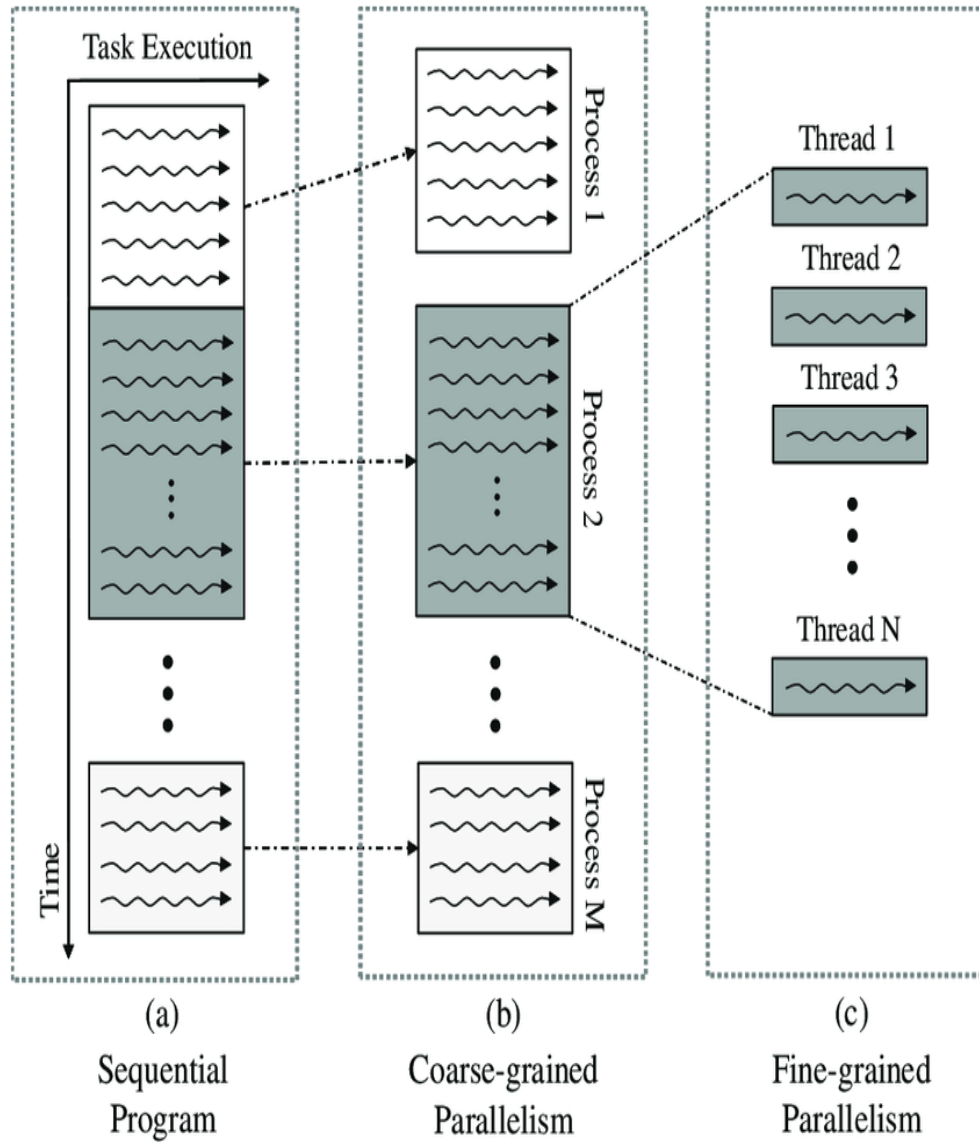 Task Execution
Time
Process 1
Process 2
Process M
Thread 1
Thread 2
Thread 3
Thread N
(a)
Sequential
Program
(b)
Coarse-grained
Parallelism
(c)
Fine-grained
Parallelism